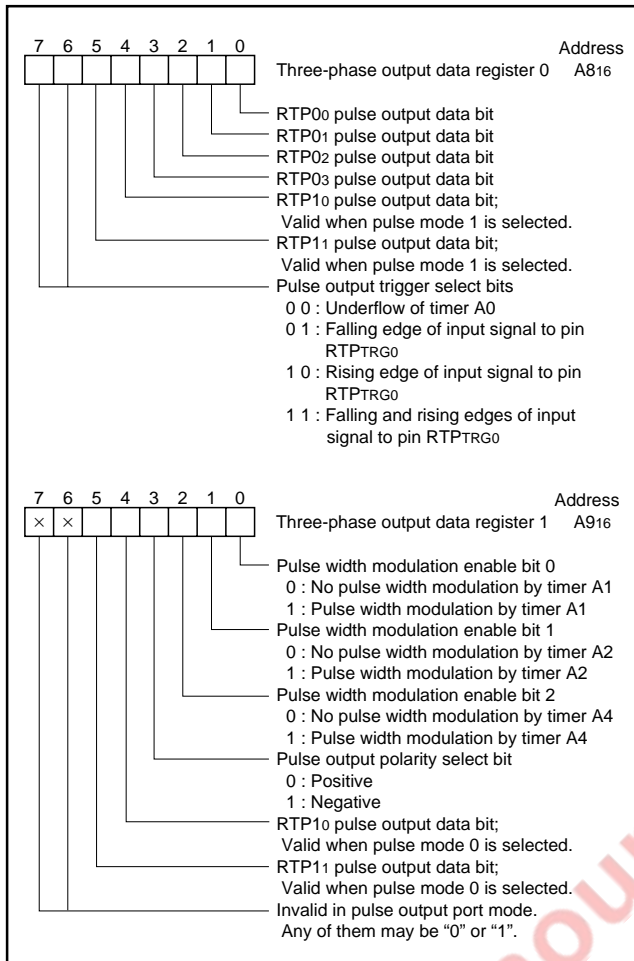 7 6 5 4 3 2 1 0
Address
Three-phase output data register 0 A816
RTP00 pulse output data bit
RTP01 pulse output data bit
RTP02 pulse output data bit
RTP03 pulse output data bit
RTP10 pulse output data bit;
Valid when pulse mode 1 is selected.
RTP11 pulse output data bit;
Valid when pulse mode 1 is selected.
Pulse output trigger select bits
0 0 : Underflow of timer A0
0 1 : Falling edge of input signal to pin
RTPTRG0
1 0 : Rising edge of input signal to pin
RTPTRG0
1 1 : Falling and rising edges of input
signal to pin RTPTRG0
7 6 5 4 3 2 1 0
Address
× ×
Three-phase output data register 1 A916
Pulse width modulation enable bit 0
0 : No pulse width modulation by timer A1
1 : Pulse width modulation by timer A1
Pulse width modulation enable bit 1
0 : No pulse width modulation by timer A2
1 : Pulse width modulation by timer A2
Pulse width modulation enable bit 2
0 : No pulse width modulation by timer A4
1 : Pulse width modulation by timer A4
Pulse output polarity select bit
0 : Positive
1 : Negative
RTP10 pulse output data bit;
Valid when pulse mode 0 is selected.
RTP11 pulse output data bit;
Valid when pulse mode 0 is selected.
Invalid in pulse output port mode.
Any of them may be “0” or “1”.